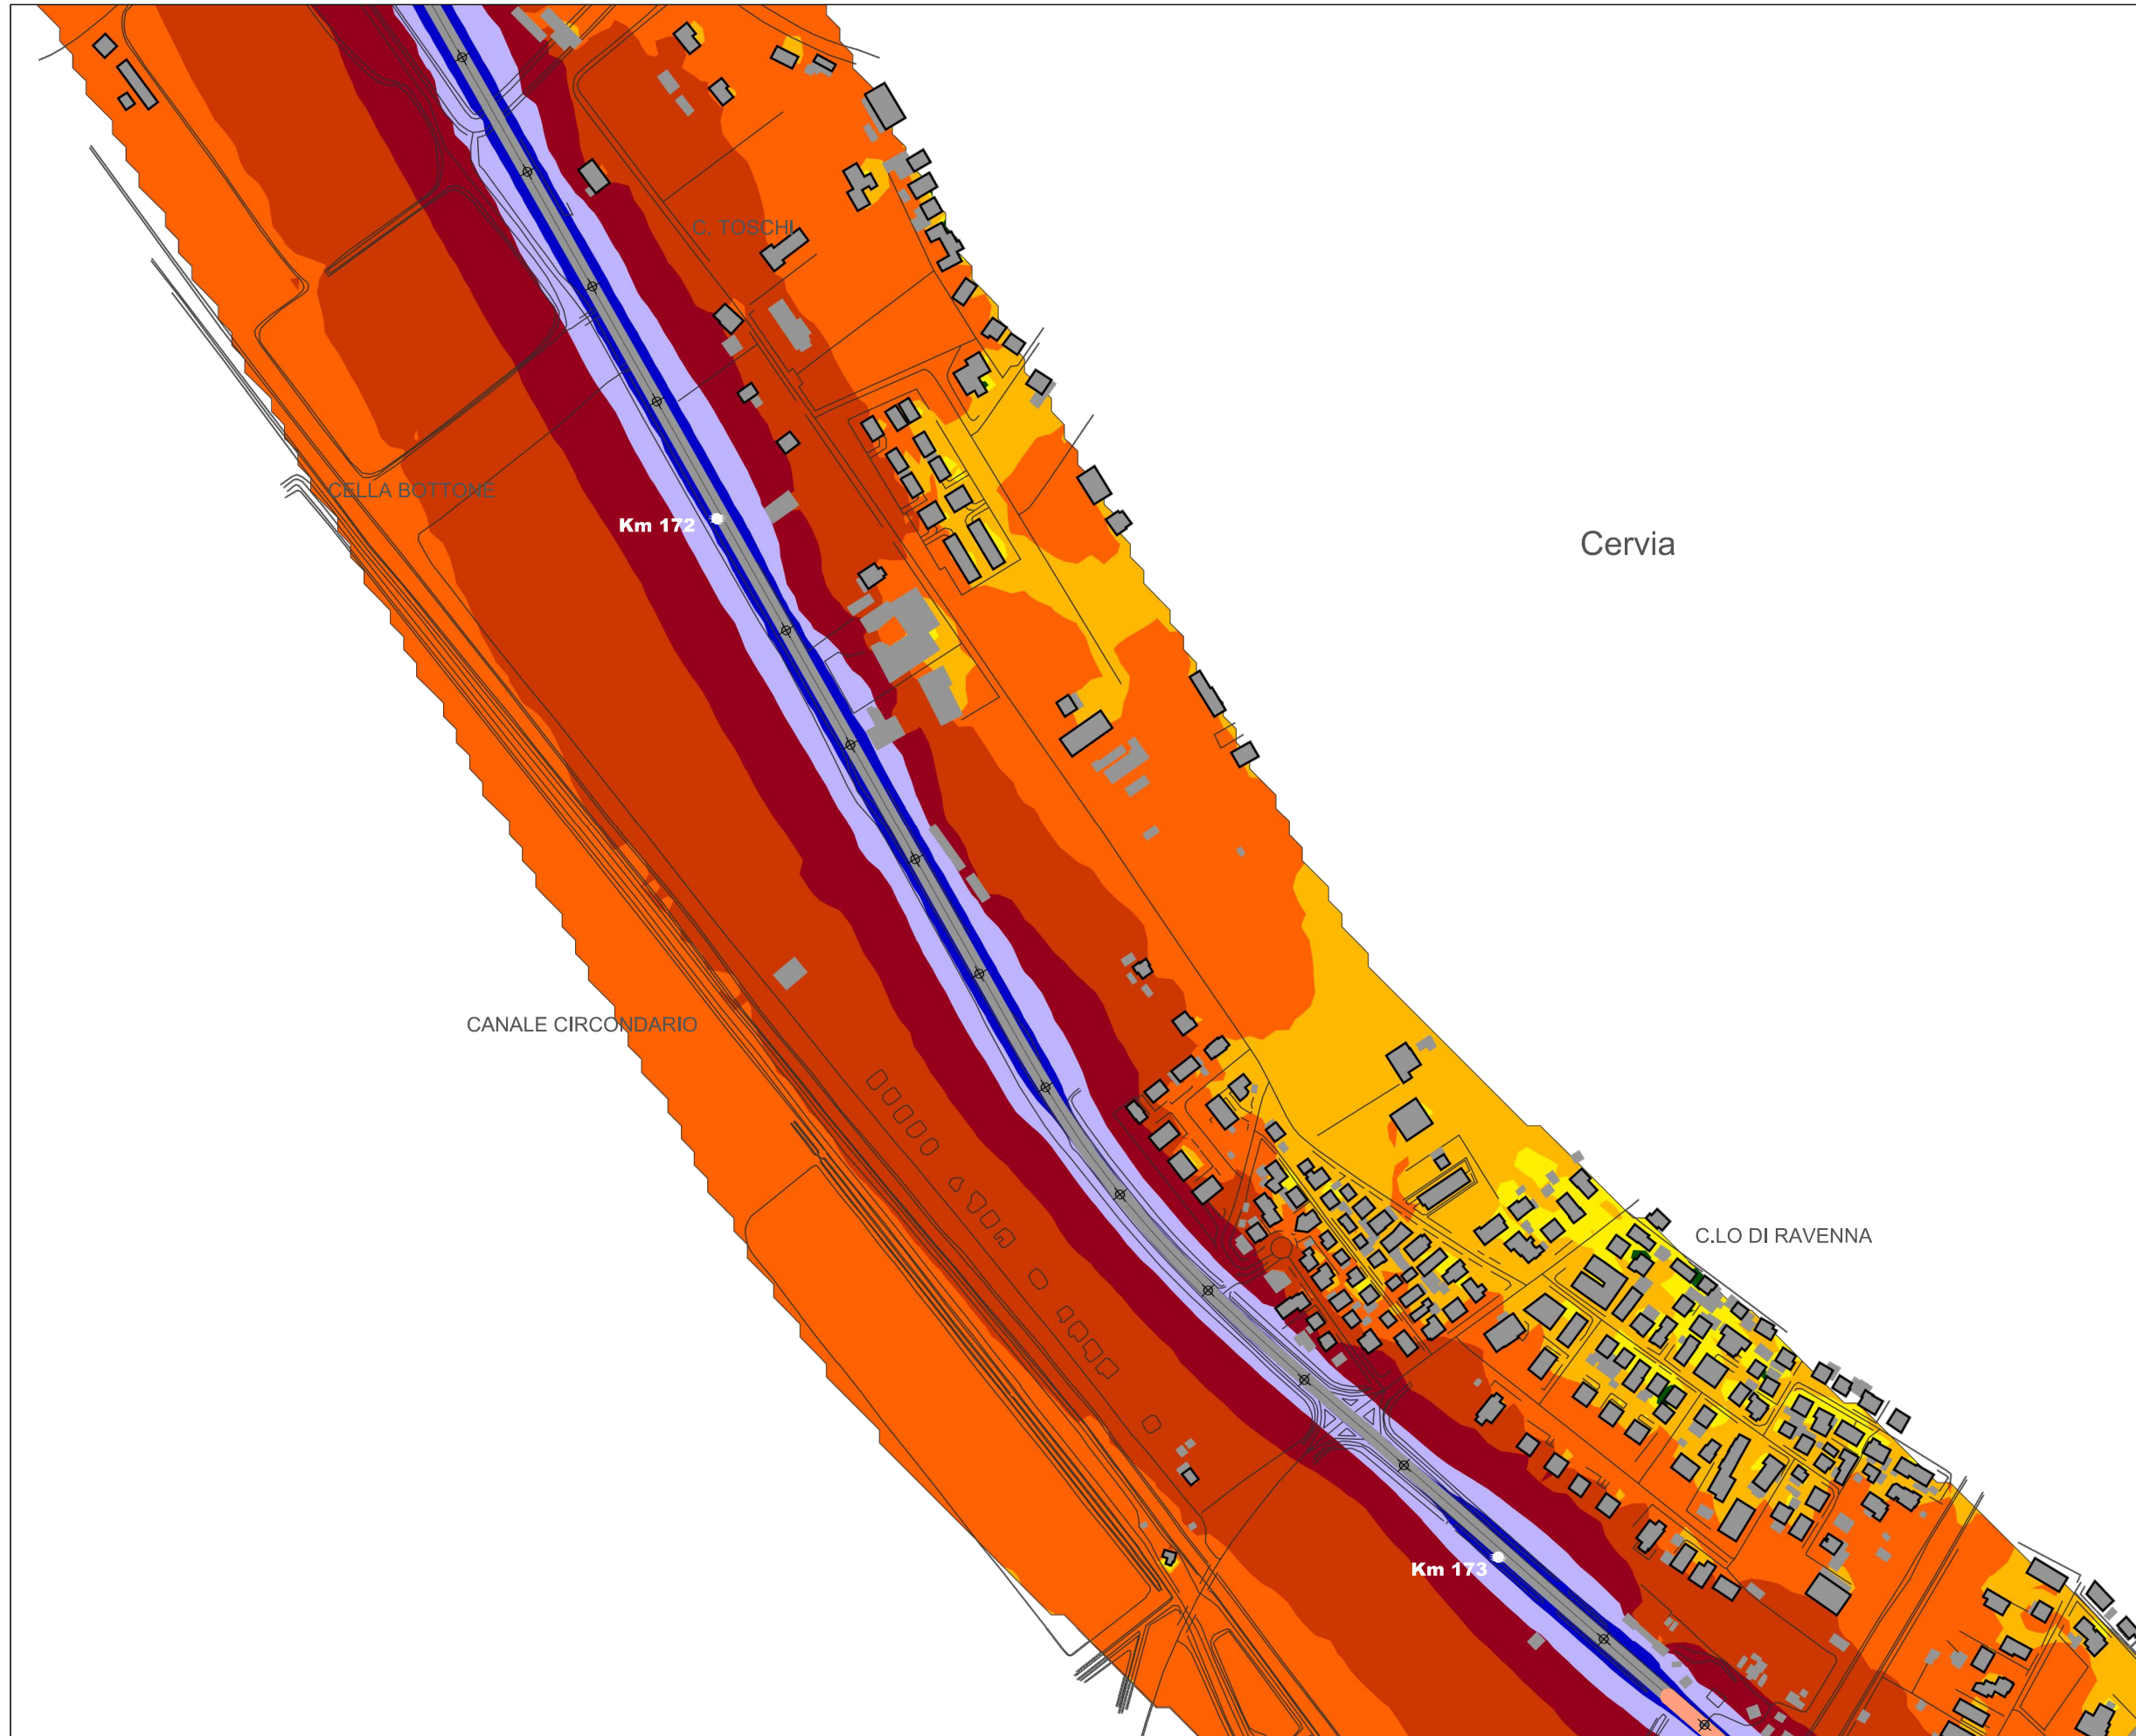 C. TOSCHI
CELLA BOTTONE
Km 172
Cervia
CANALE CIRCONDARIO
C.LO DI RAVENNA
Km 173